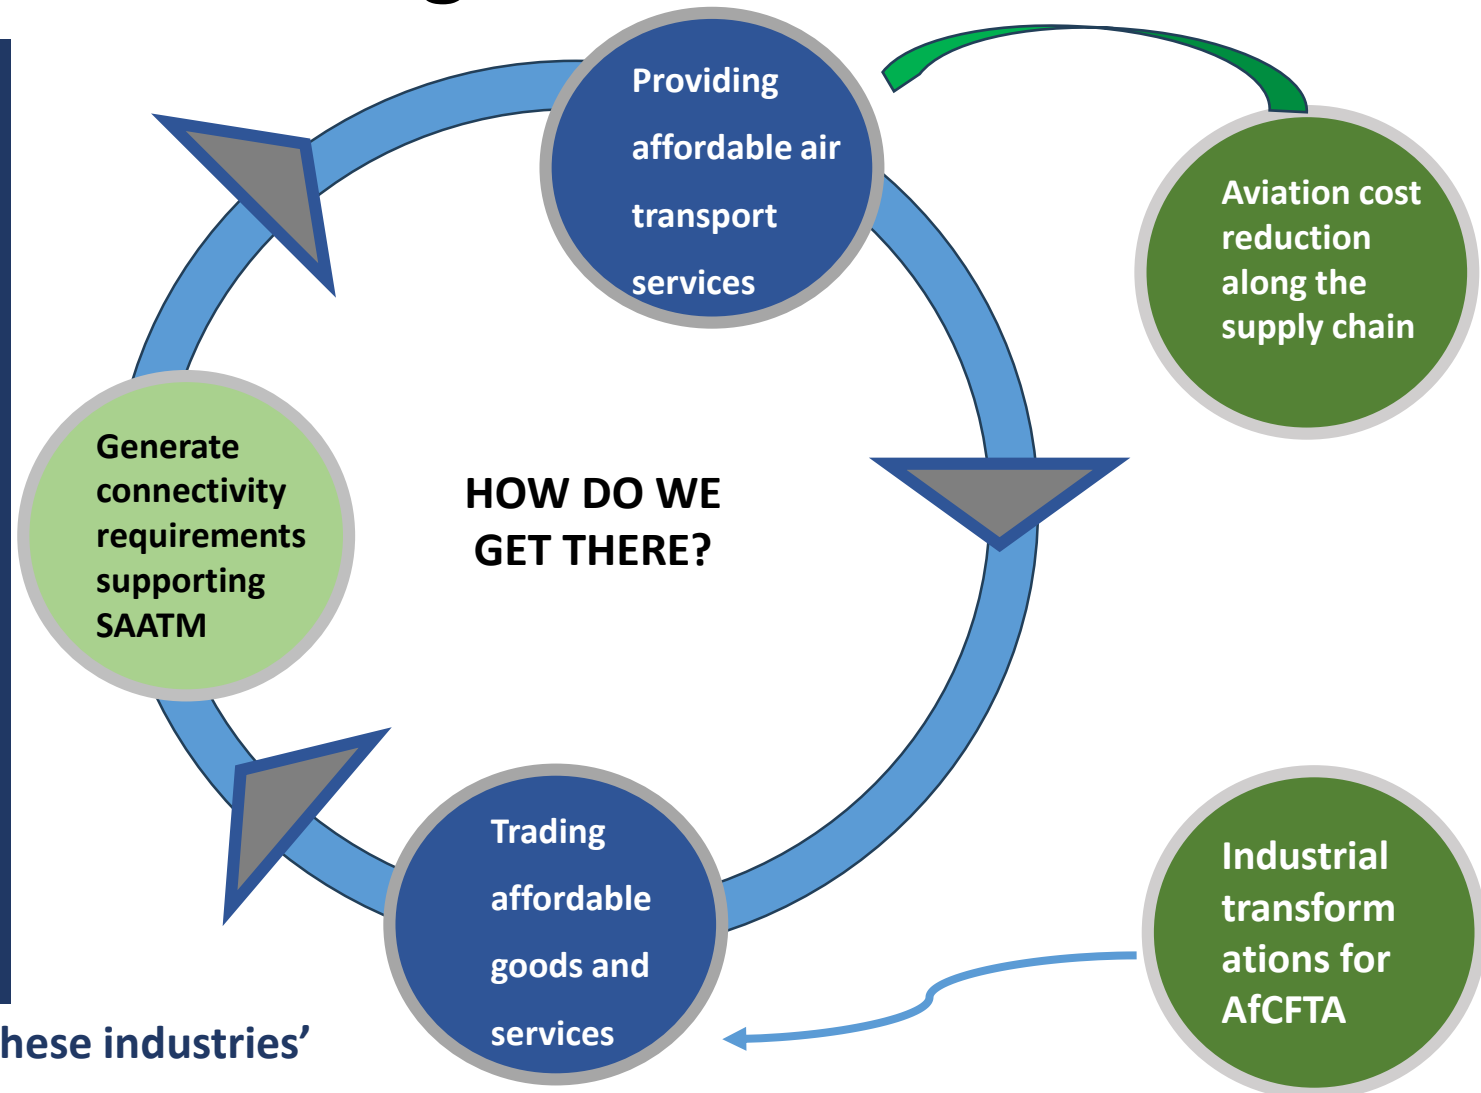 Providing
affordable air
transport
services
Aviation cost
reduction
along the
supply chain
Generate
connectivity
requirements
supporting
SAATM
HOW DO WE
GET THERE?
Trading
affordable
goods and
services
Industrial
transform
ations for
AfCFTA
hese industries’